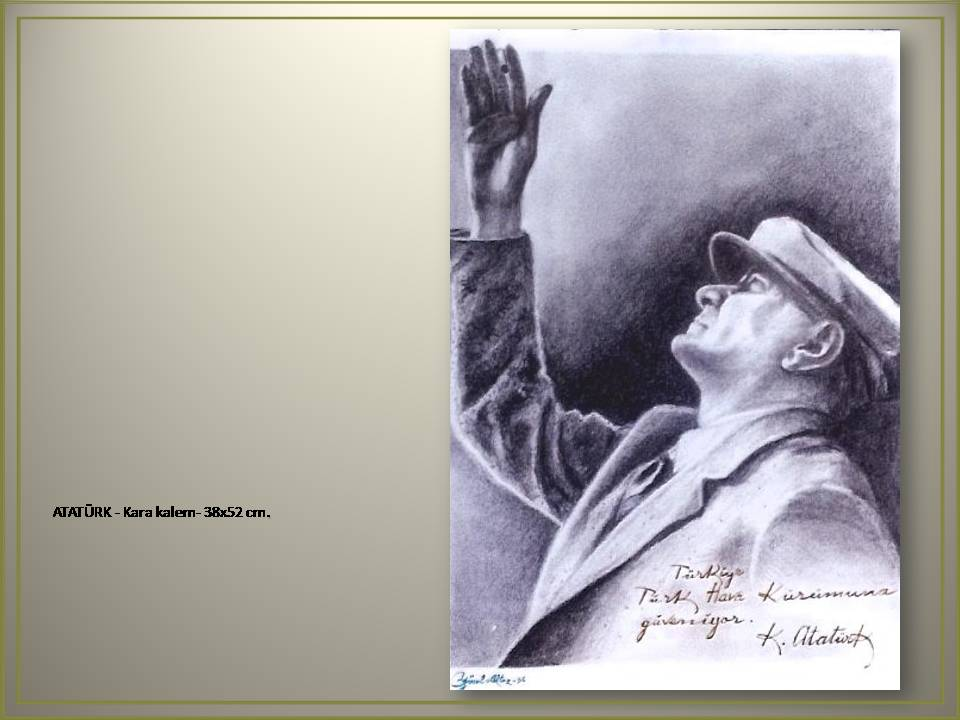 ATATÜRK - Kara kalem- 38x52 cm.
Türkiye
Türk Hava Kurumuna
güveniyor.
K. Atatürk